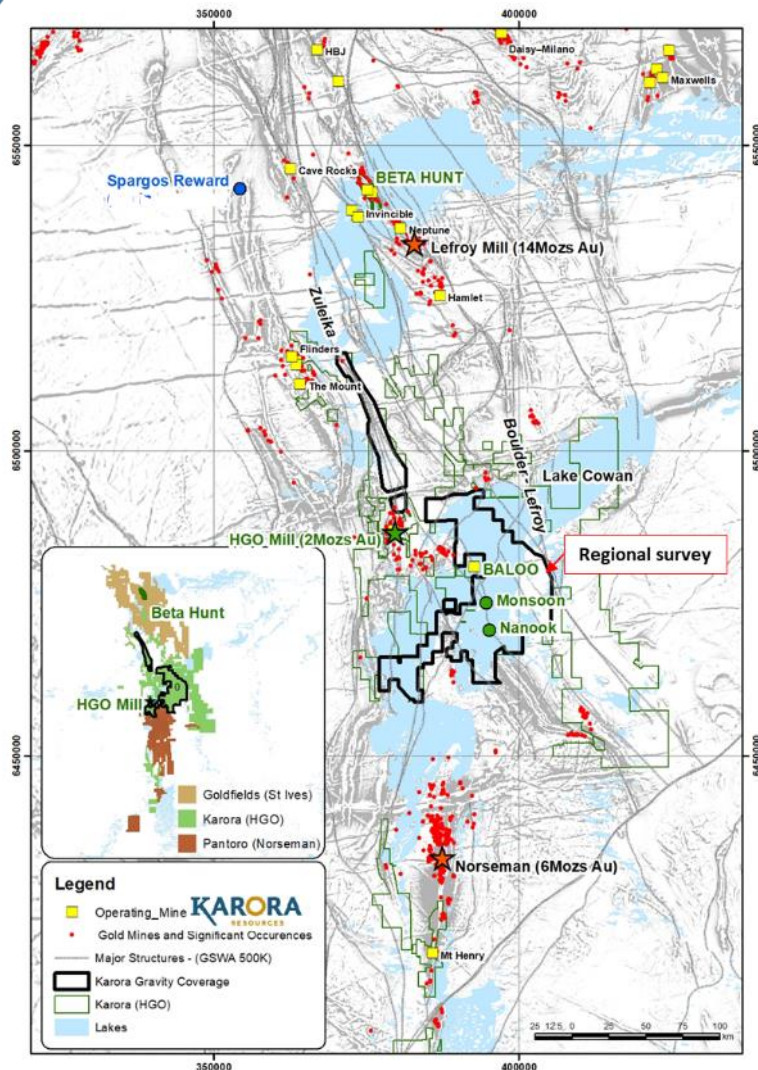 350000
400000
HBJ
Daisy–Milano
Maxwells
6550000
6550000
Cave Rocks
BETA HUNT
Spargos Reward
Invincible
Neptune
Lefroy Mill (14Mozs Au)
Hamlet
Zuleika
Flinders
The Mount
Boulder - Lefroy
6500000
6500000
Lake Cowan
HGO Mill (2Mozs Au)
Regional survey
BALOO
Monsoon
Nanook
Beta Hunt
HGO Mill
Goldfields (St Ives)
Karora (HGO)
Pantoro (Norseman)
6450000
6450000
Norseman (6Mozs Au)
Mt Henry
Legend
Operating_Mine
KARORA
RESOURCES
Gold Mines and Significant Occurences
Major Structures - (GSWA 500K)
Karora Gravity Coverage
Karora (HGO)
Lakes
25 12.5 0 25 50 75 100
km
350000
400000